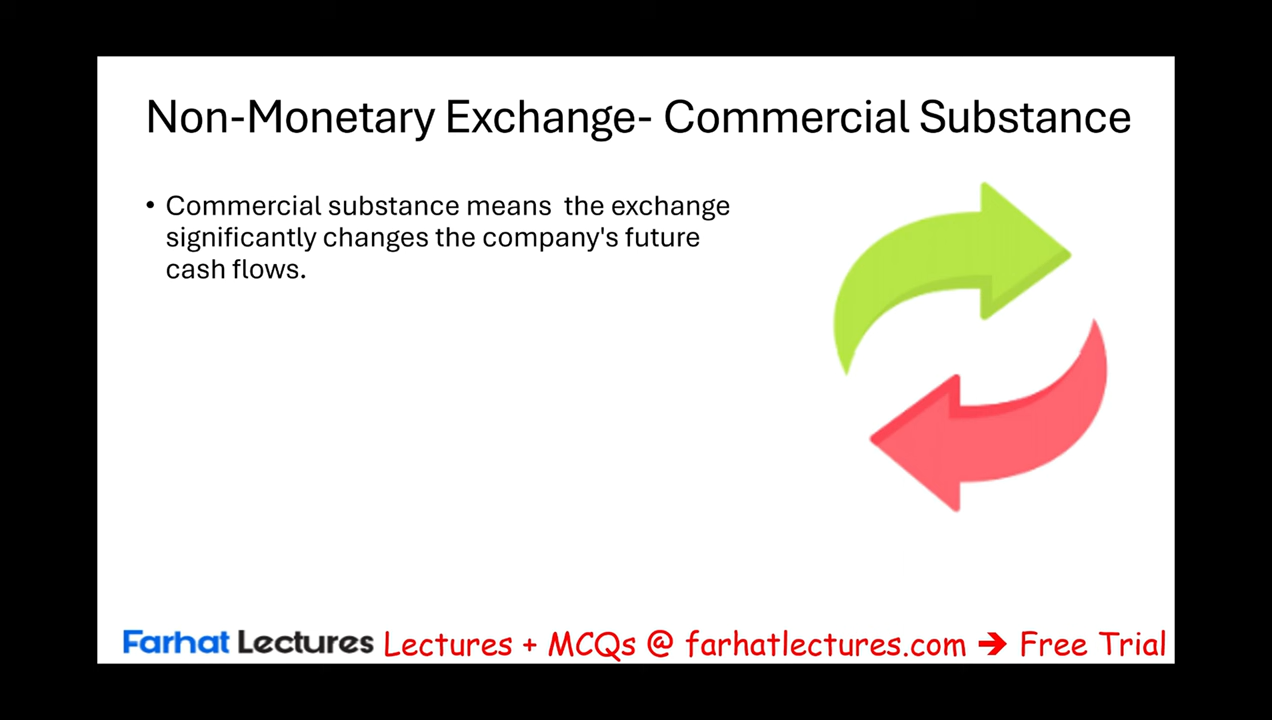 Non-Monetary Exchange- Commercial Substance
• Commercial substance means  the exchange
significantly changes the company's future
cash flows.
Farhat Lectures Lectures + MCQs @ farhatlectures.com → Free Trial